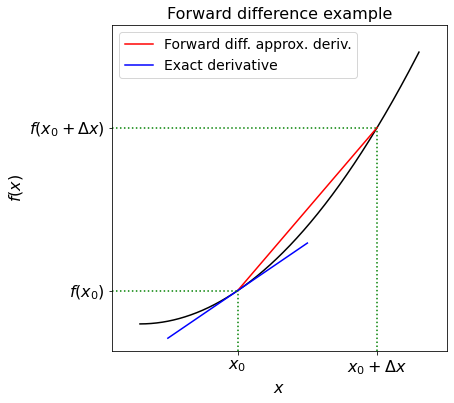 Forward difference example
Forward diff. approx. deriv.
Exact derivative
f(x₀ + Δx)
f(x)
f(x₀)
x₀
x₀ + Δx
x